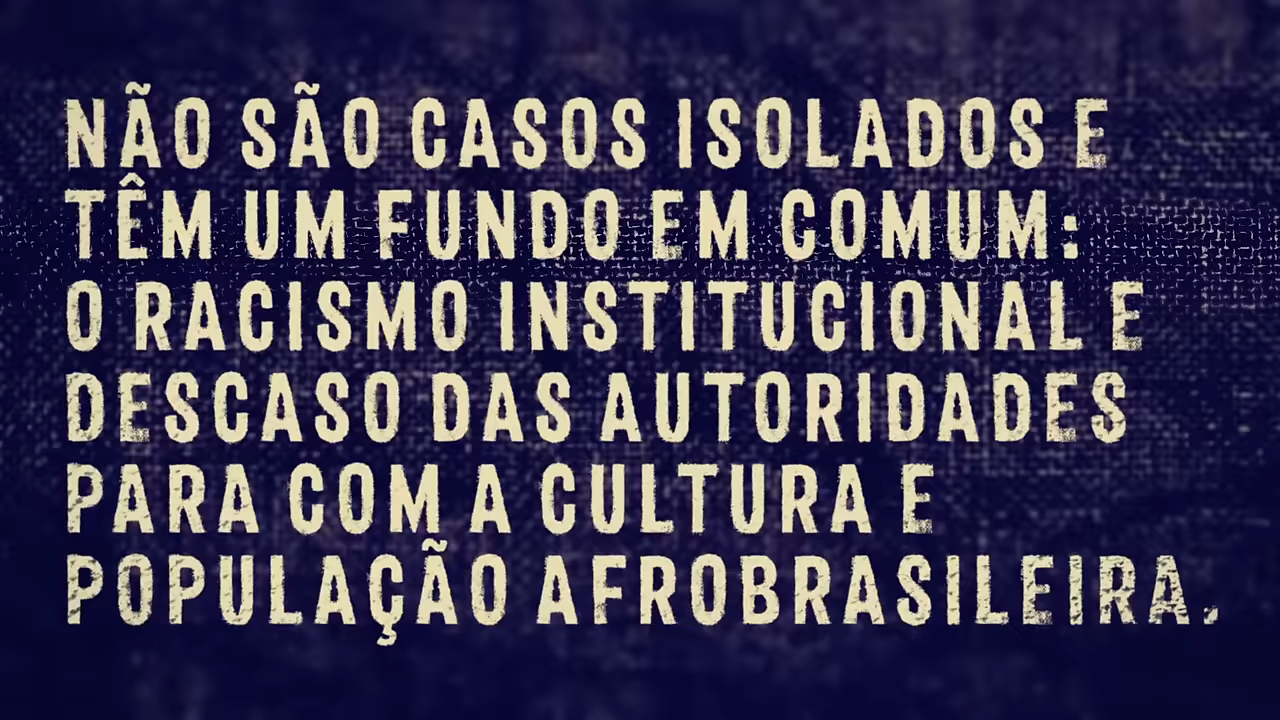 NÃO SÃO CASOS ISOLADOS E
TÊM UM FUNDO EM COMUM:
O RACISMO INSTITUCIONAL E
DESCASO DAS AUTORIDADES
PARA COM A CULTURA E
POPULAÇÃO AFROBRASILEIRA.